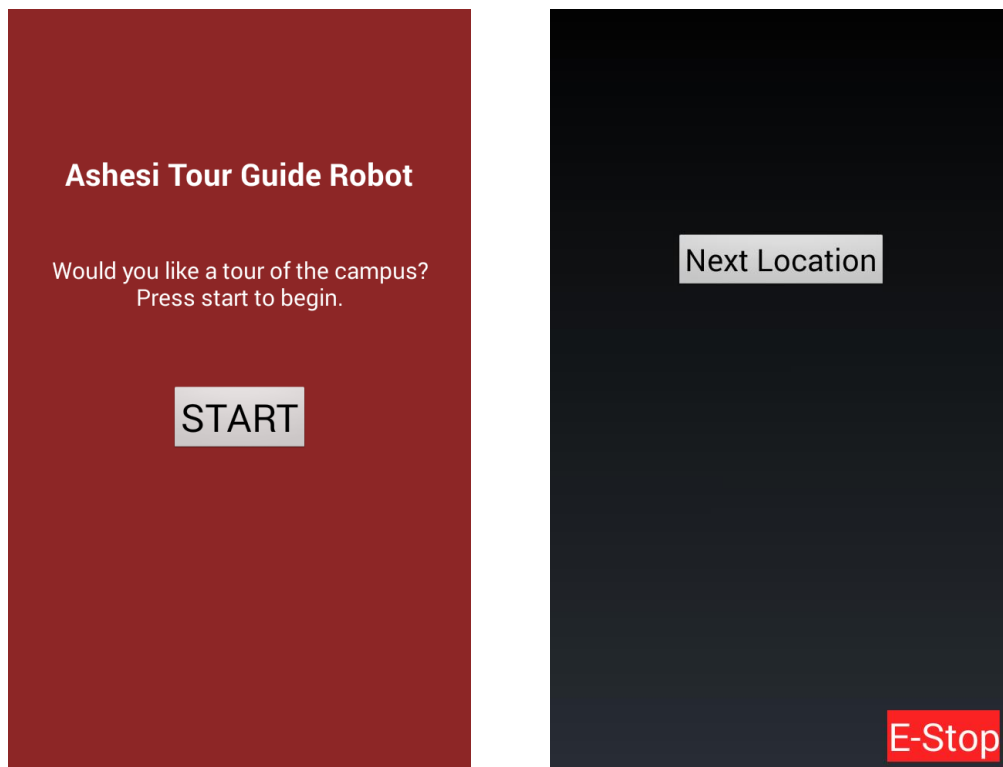 Ashesi Tour Guide Robot
Would you like a tour of the campus?
Press start to begin.
START
Next Location
E-Stop